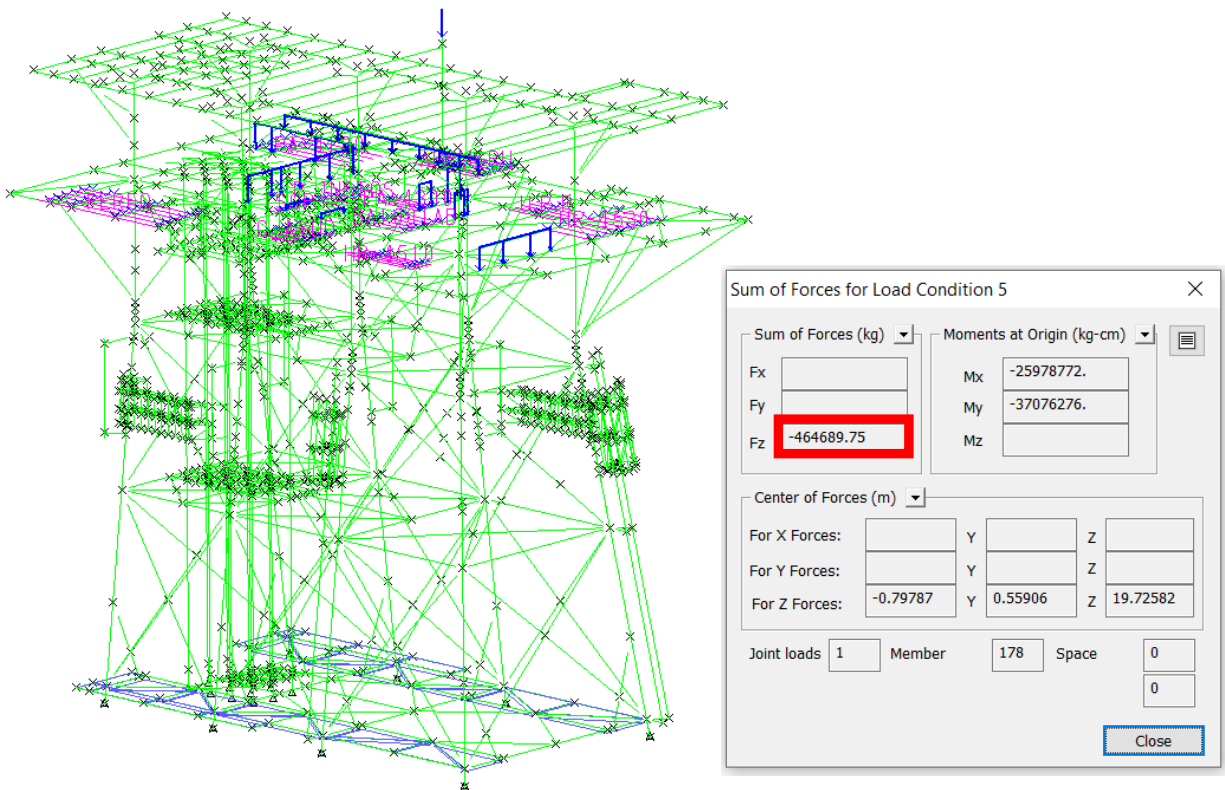 Sum of Forces for Load Condition 5
Sum of Forces (kg)
Moments at Origin (kg-cm)
Fx
Mx -25978772.
Fy
My -37076276.
Fz -464689.75
Mz
Center of Forces (m)
For X Forces: Y Z
For Y Forces: Y Z
For Z Forces: -0.79787 Y 0.55906 Z 19.72582
Joint loads 1 Member 178 Space 0
0
Close